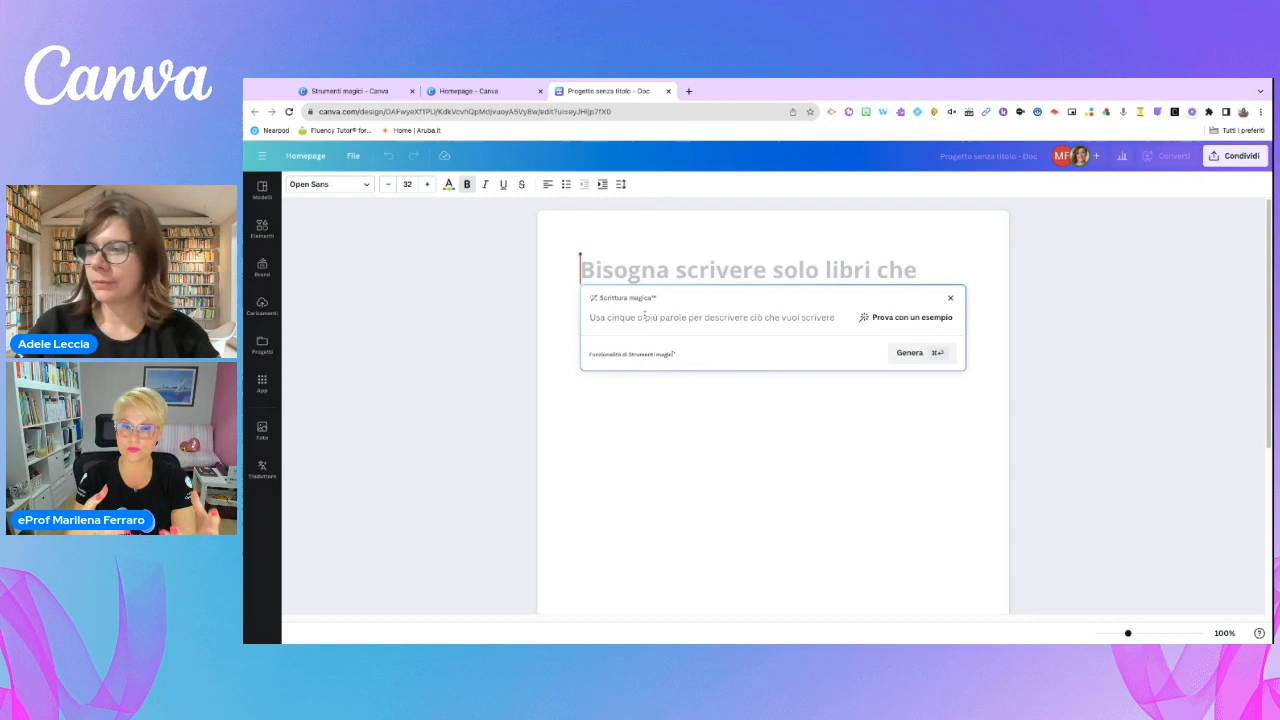 Canva
Strumenti magici - Canva
Homepage - Canva
Progetto senza titolo - Doc
Nearpod
Fluency Tutor® for...
Home | Aruba.it
Tutti i preferiti
Homepage
File
Progetto senza titolo - Doc
MF
Converti
Condividi
Open Sans
32
B
I
U
S
A
Modelli
Elementi
Brand
Caricamenti
Progetti
App
Foto
Traduttore
Bisogna scrivere solo libri che
Scrittura magica™
Usa cinque o più parole per descrivere ciò che vuoi scrivere
Prova con un esempio
Funzionalità di Strumenti magici™
Genera
100%
Adele Leccia
eProf Marilena Ferraro